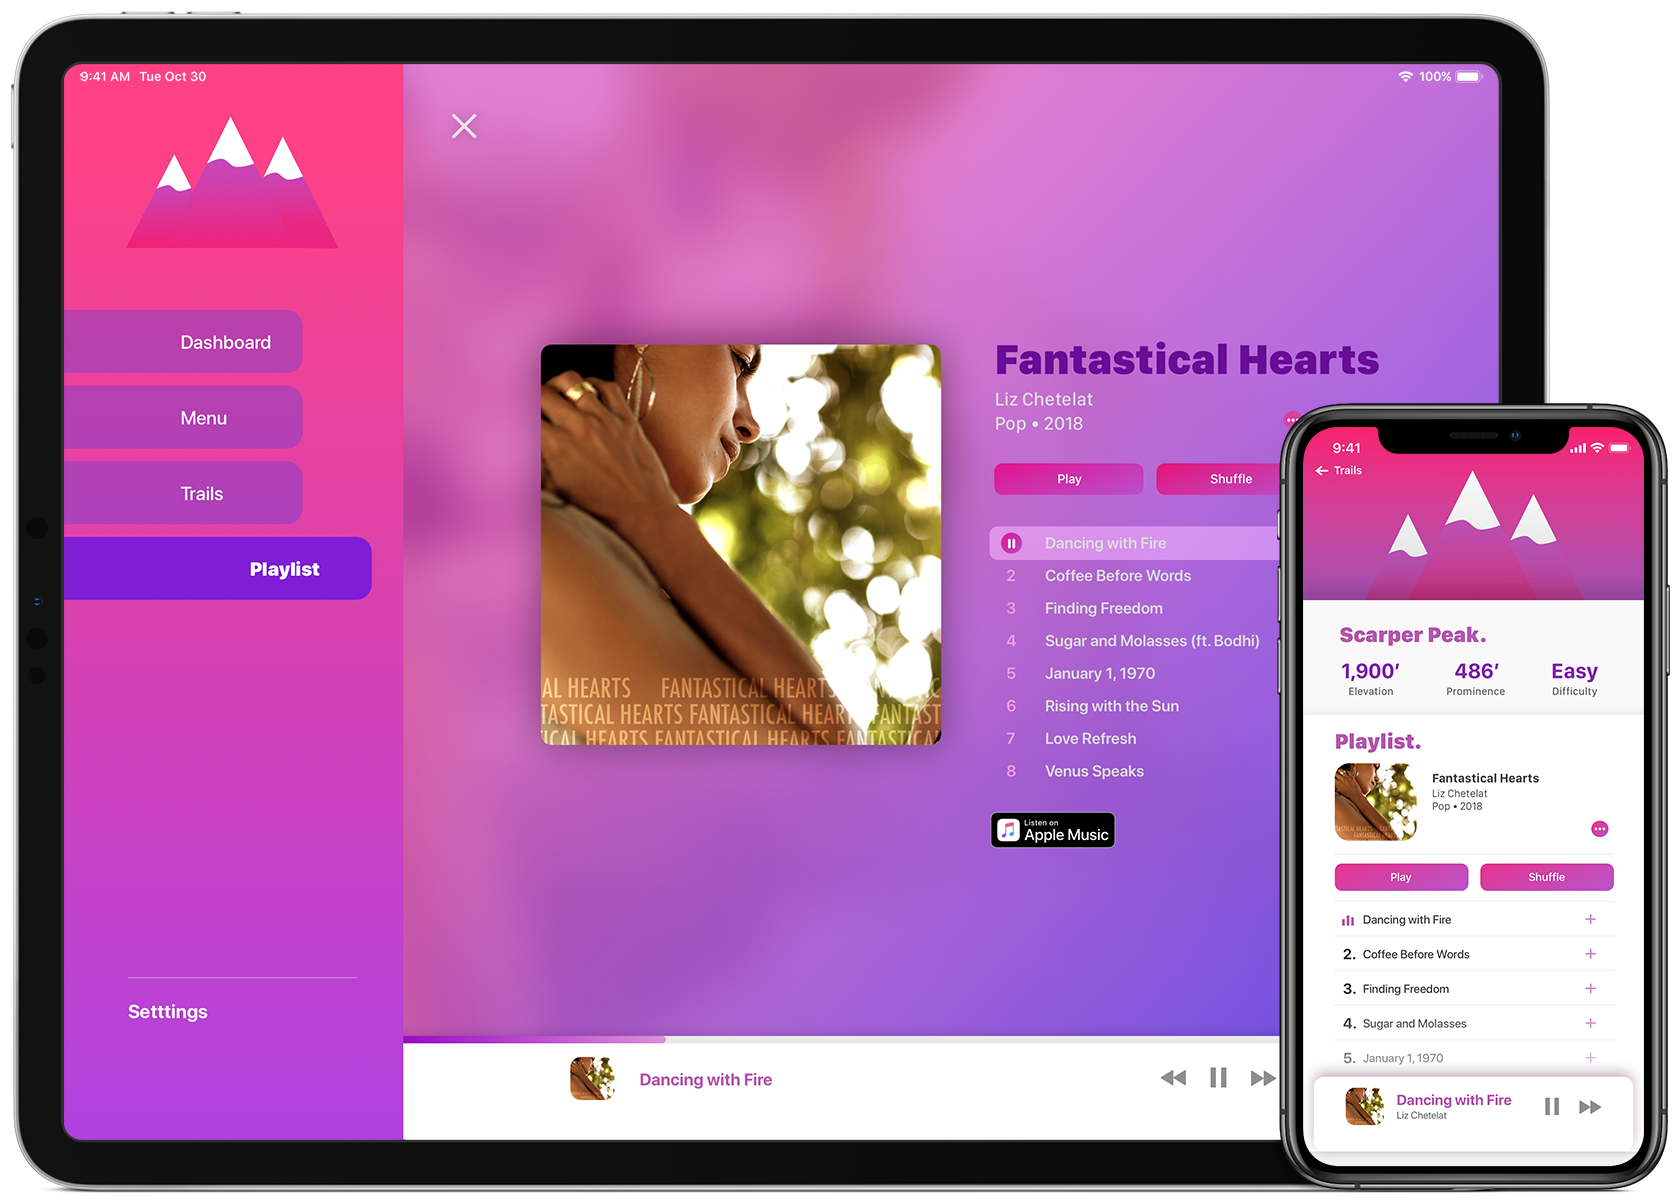 9:41 AM Tue Oct 30
100%
Dashboard
Menu
Trails
Playlist
Setttings
AL HEARTS FANTASTICAL HEARTS
TASTICAL HEARTS FANTASTICAL HEART FANTAST
ICAL HEARTS FANTASTICAL HEARTS FANTASTICA
Fantastical Hearts
Liz Chetelat
Pop • 2018
Play
Shuffle
Dancing with Fire
2 Coffee Before Words
3 Finding Freedom
4 Sugar and Molasses (ft. Bodhi)
5 January 1, 1970
6 Rising with the Sun
7 Love Refresh
8 Venus Speaks
Listen on
Apple Music
Dancing with Fire
9:41
← Trails
Scarper Peak.
1,900′ 486′ Easy
Elevation Prominence Difficulty
Playlist.
Fantastical Hearts
Liz Chetelat
Pop • 2018
Play Shuffle
Dancing with Fire +
2. Coffee Before Words +
3. Finding Freedom +
4. Sugar and Molasses +
5. January 1, 1970 +
Dancing with Fire
Liz Chetelat